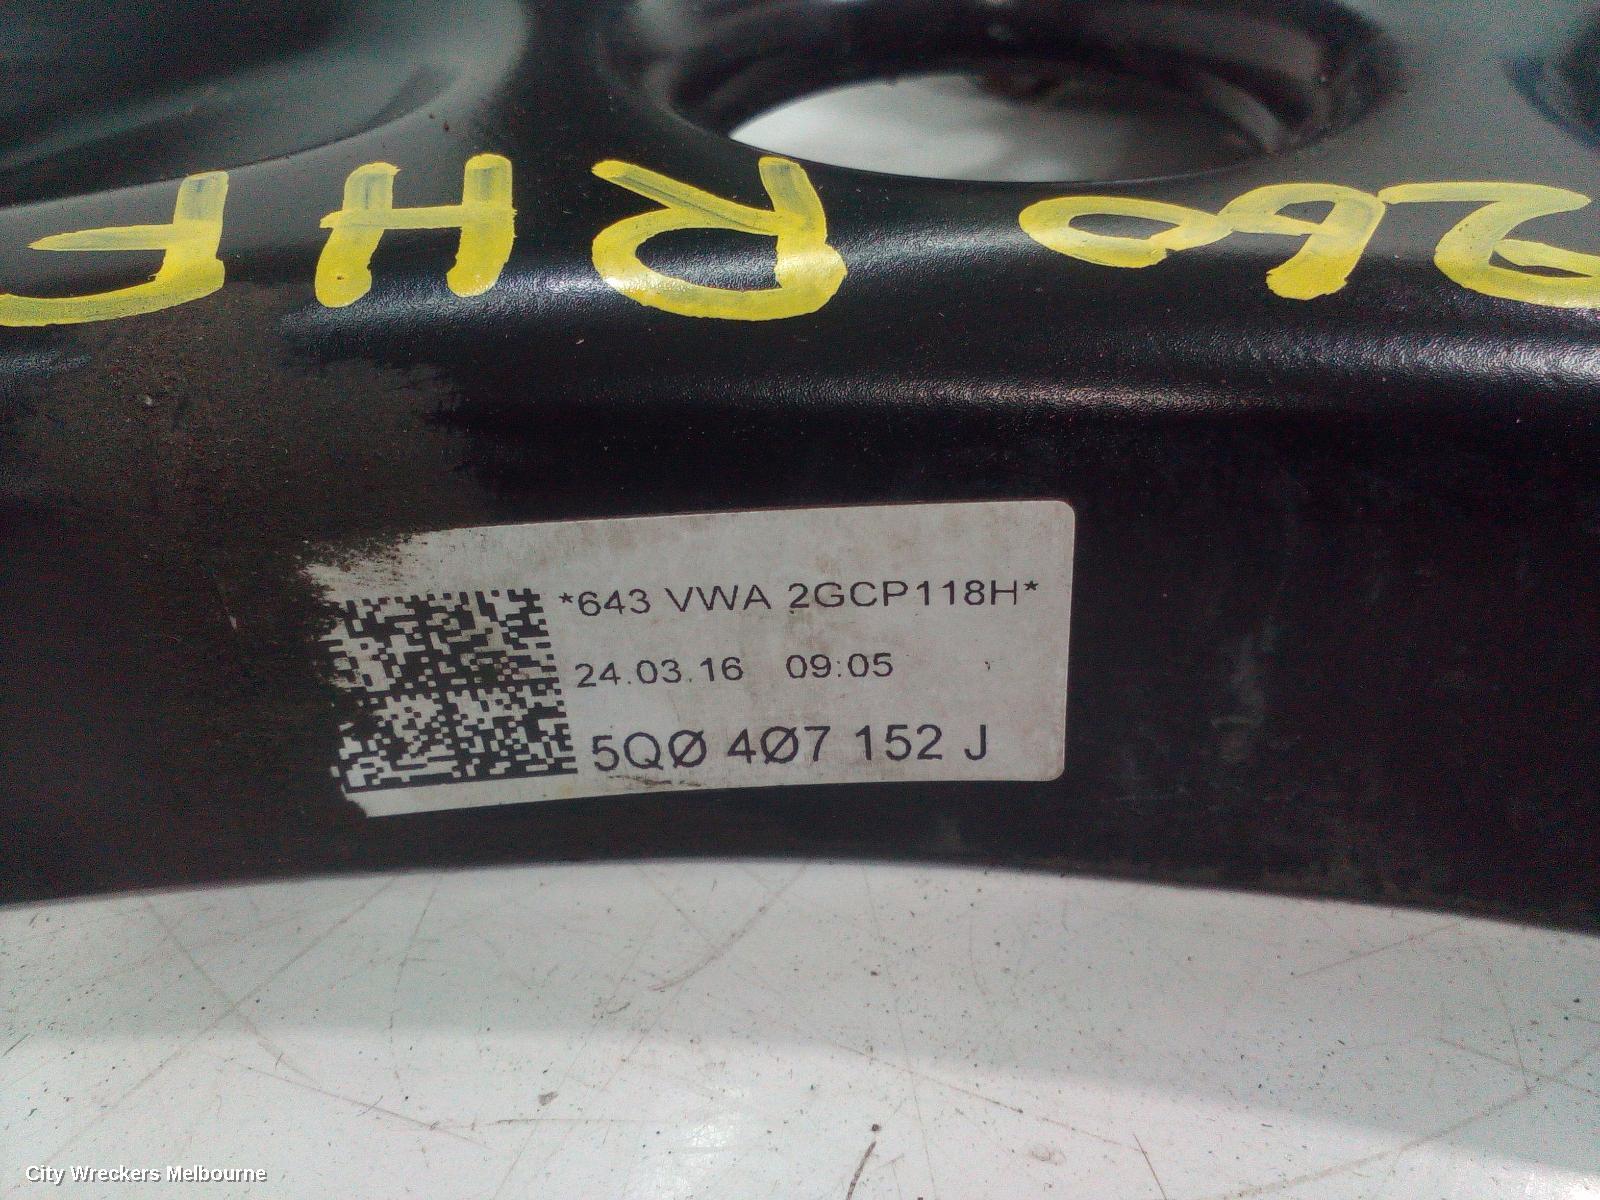 RHF
*643 VWA 2GCP118H*
24.03.16 09:05
5QØ 4Ø7 152 J
City Wreckers Melbourne